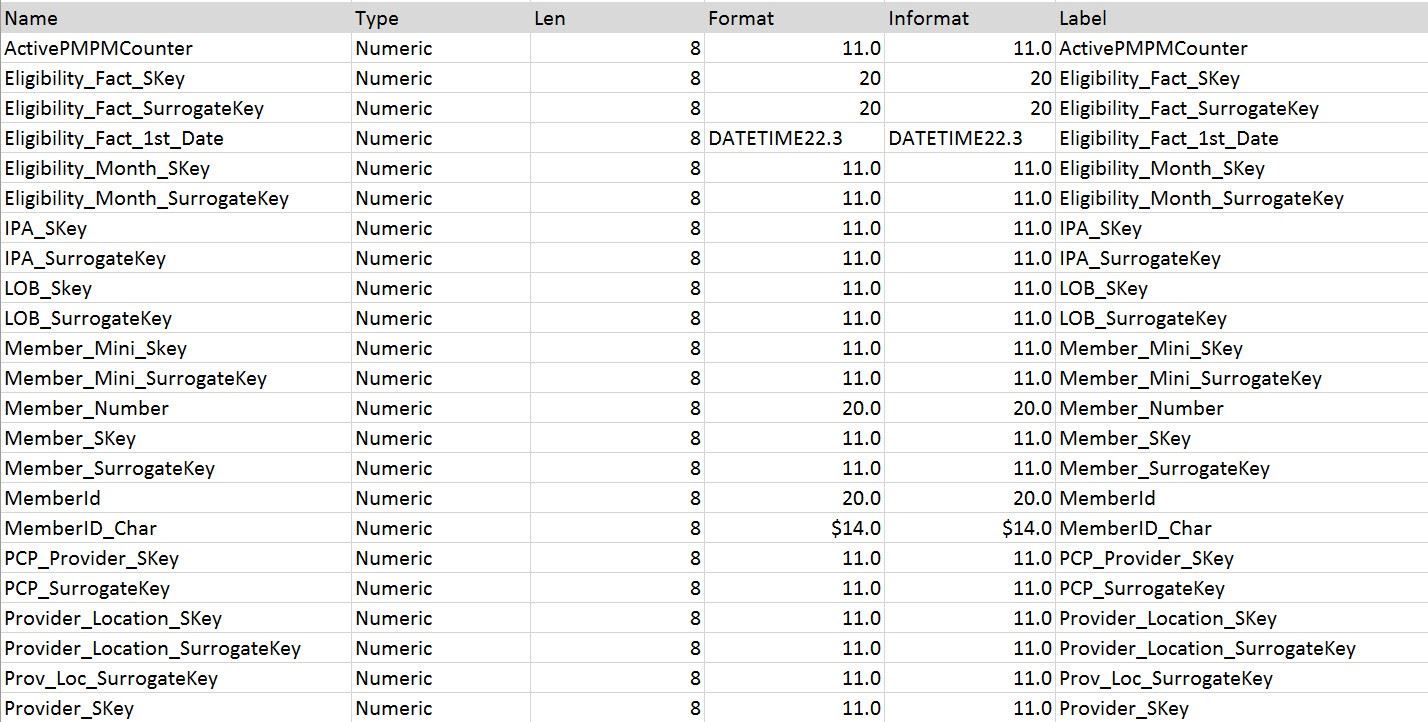 Name Type Len Format Informat Label
ActivePMPMCounter Numeric 8 11.0 11.0 ActivePMPMCounter
Eligibility_Fact_SKey Numeric 8 20 20 Eligibility_Fact_SKey
Eligibility_Fact_SurrogateKey Numeric 8 20 20 Eligibility_Fact_SurrogateKey
Eligibility_Fact_1st_Date Numeric 8 DATETIME22.3 DATETIME22.3 Eligibility_Fact_1st_Date
Eligibility_Month_SKey Numeric 8 11.0 11.0 Eligibility_Month_SKey
Eligibility_Month_SurrogateKey Numeric 8 11.0 11.0 Eligibility_Month_SurrogateKey
IPA_SKey Numeric 8 11.0 11.0 IPA_SKey
IPA_SurrogateKey Numeric 8 11.0 11.0 IPA_SurrogateKey
LOB_Skey Numeric 8 11.0 11.0 LOB_SKey
LOB_SurrogateKey Numeric 8 11.0 11.0 LOB_SurrogateKey
Member_Mini_Skey Numeric 8 11.0 11.0 Member_Mini_SKey
Member_Mini_SurrogateKey Numeric 8 11.0 11.0 Member_Mini_SurrogateKey
Member_Number Numeric 8 20.0 20.0 Member_Number
Member_SKey Numeric 8 11.0 11.0 Member_SKey
Member_SurrogateKey Numeric 8 11.0 11.0 Member_SurrogateKey
MemberId Numeric 8 20.0 20.0 MemberId
MemberID_Char Numeric 8 $14.0 $14.0 MemberID_Char
PCP_Provider_SKey Numeric 8 11.0 11.0 PCP_Provider_SKey
PCP_SurrogateKey Numeric 8 11.0 11.0 PCP_SurrogateKey
Provider_Location_SKey Numeric 8 11.0 11.0 Provider_Location_SKey
Provider_Location_SurrogateKey Numeric 8 11.0 11.0 Provider_Location_SurrogateKey
Prov_Loc_SurrogateKey Numeric 8 11.0 11.0 Prov_Loc_SurrogateKey
Provider_SKey Numeric 8 11.0 11.0 Provider_SKey